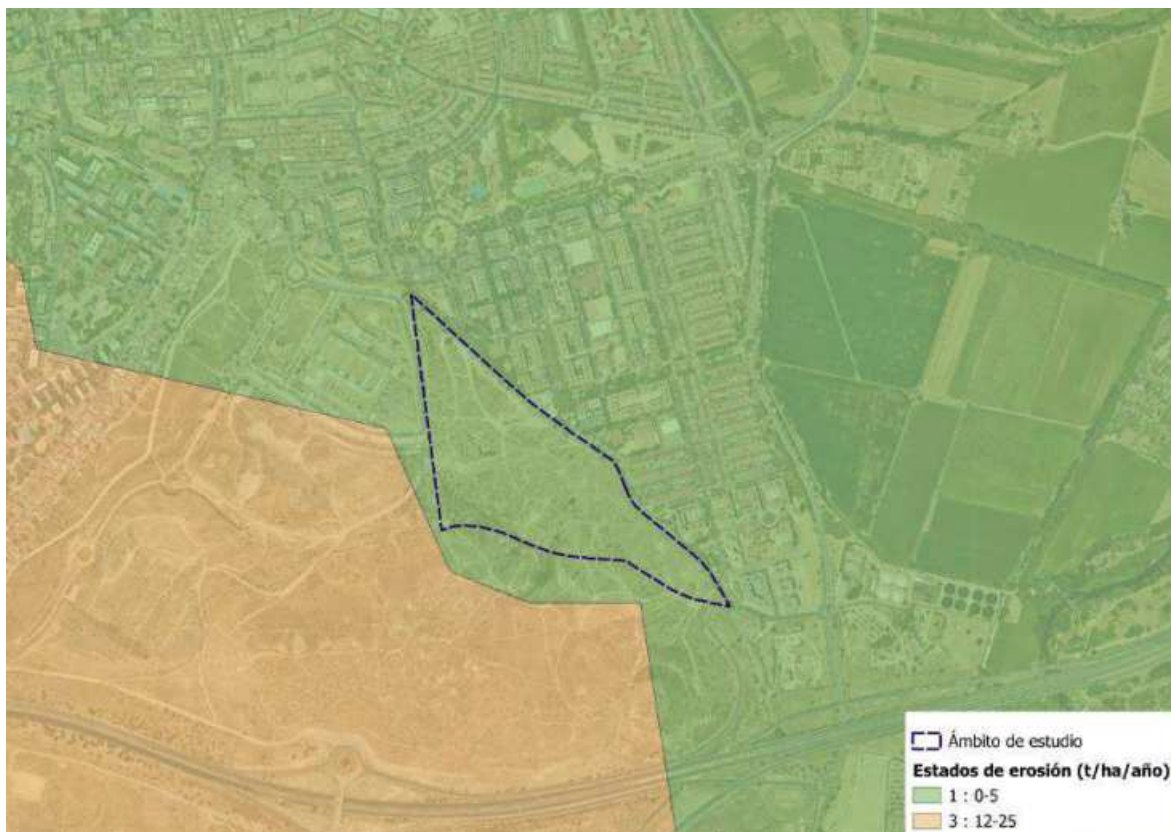 Ámbito de estudio
Estados de erosión (t/ha/año)
1 : 0-5
3 : 12-25